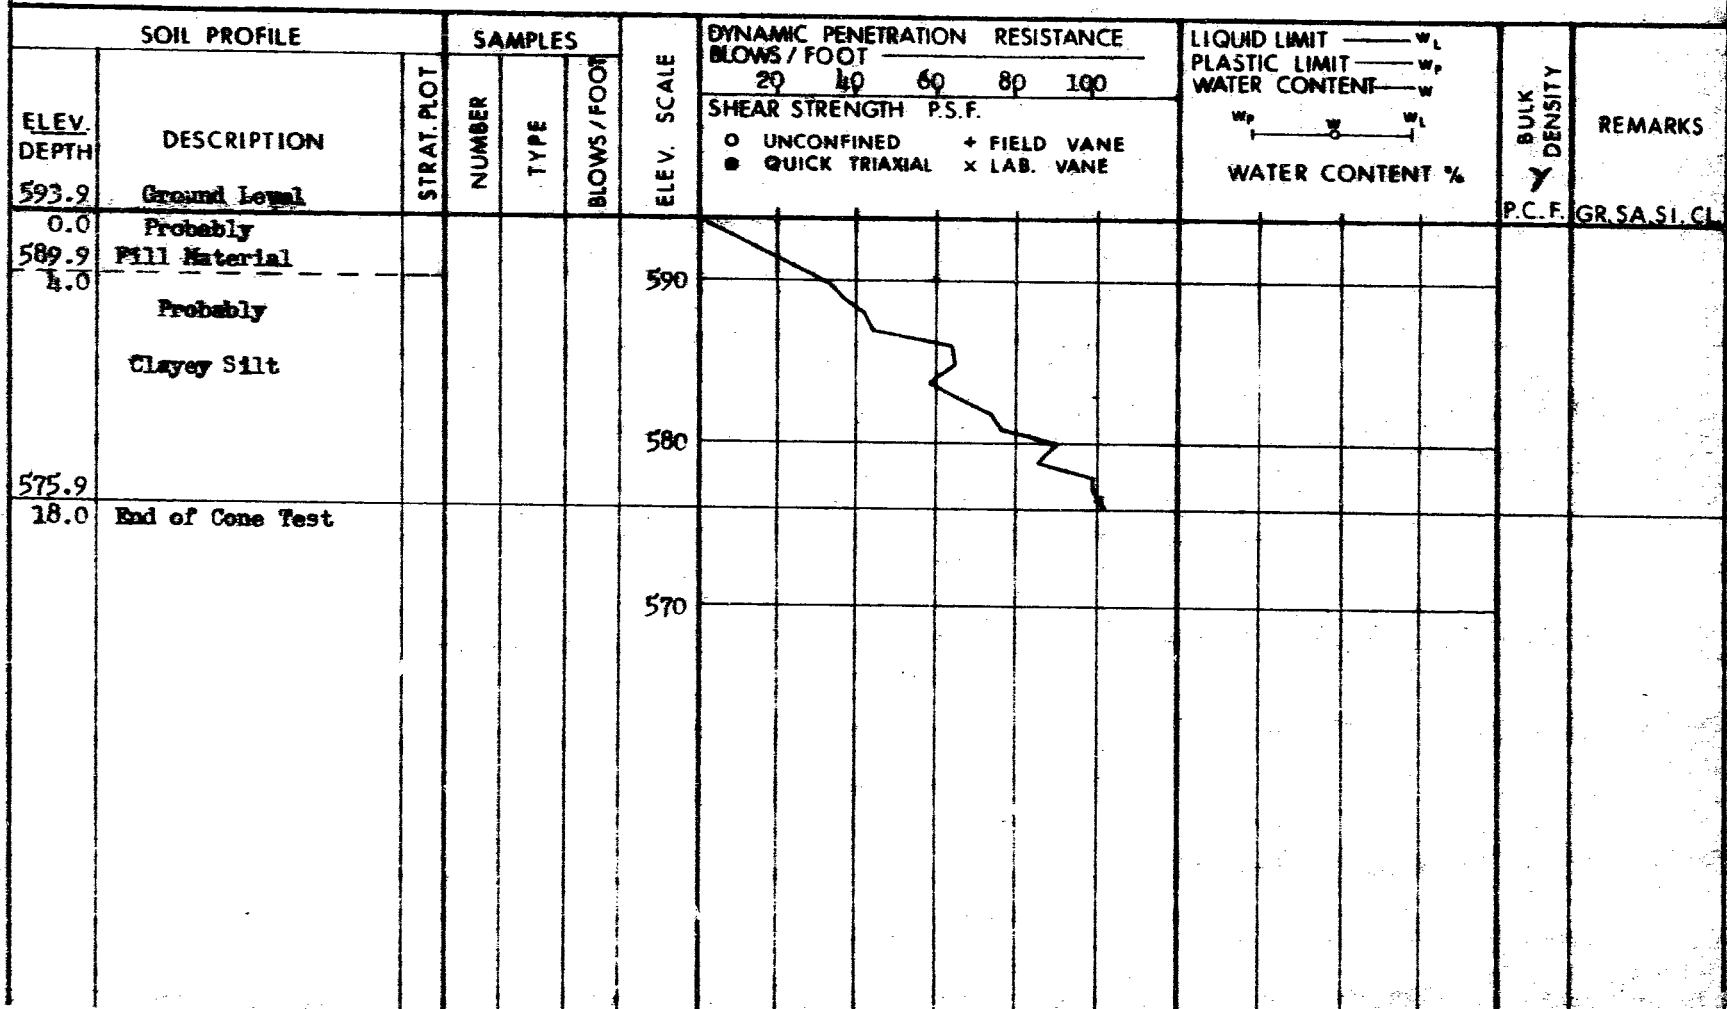 SOIL PROFILE
SAMPLES
ELEV.
DEPTH
DESCRIPTION
STRAT. PLOT
NUMBER
TYPE
BLOWS / FOOT
ELEV. SCALE
DYNAMIC PENETRATION RESISTANCE
BLOWS / FOOT
20 40 60 80 100
SHEAR STRENGTH P.S.F.
UNCONFINED + FIELD VANE
QUICK TRIAXIAL × LAB. VANE
LIQUID LIMIT wL
PLASTIC LIMIT wP
WATER CONTENT w
wP w wL
WATER CONTENT %
BULK DENSITY
γ
P.C.F.
REMARKS
GR. SA. SI. CL
593.9 Ground Level
0.0 Probably
589.9 Fill Material
4.0
Probably
Clayey Silt
575.9
18.0 End of Cone Test
590
580
570